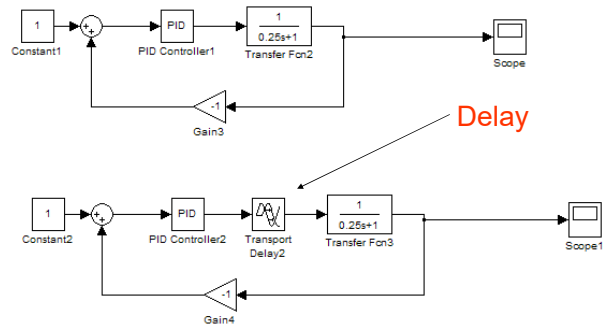 1
Constant1
PID
PID Controller1
1
0.25s+1
Transfer Fcn2
Scope
-1
Gain3
Delay
1
Constant2
PID
PID Controller2
Transport
Delay2
1
0.25s+1
Transfer Fcn3
Scope1
-1
Gain4